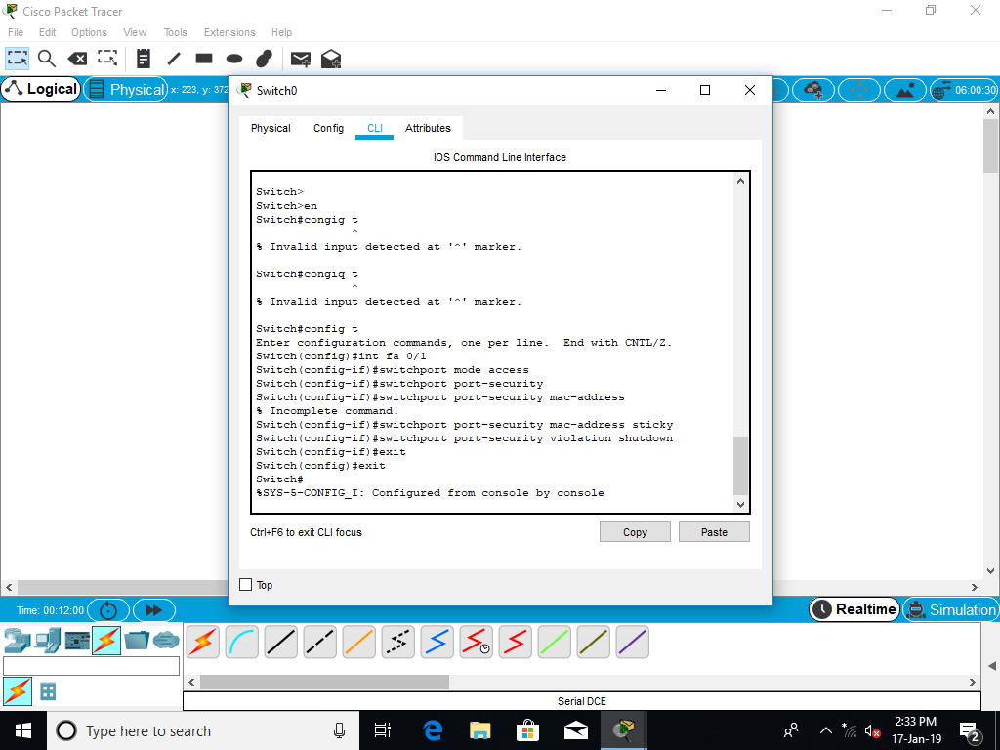 Cisco Packet Tracer
File Edit Options View Tools Extensions Help
Logical Physical x: 223, y: 372 06:00:30
Switch0
Physical Config CLI Attributes
IOS Command Line Interface
Switch>
Switch>en
Switch#congig t
^
% Invalid input detected at '^' marker.
Switch#congiq t
^
% Invalid input detected at '^' marker.
Switch#config t
Enter configuration commands, one per line.  End with CNTL/Z.
Switch(config)#int fa 0/1
Switch(config-if)#switchport mode access
Switch(config-if)#switchport port-security
Switch(config-if)#switchport port-security mac-address
% Incomplete command.
Switch(config-if)#switchport port-security mac-address sticky
Switch(config-if)#switchport port-security violation shutdown
Switch(config-if)#exit
Switch(config)#exit
Switch#
%SYS-5-CONFIG_I: Configured from console by console
Ctrl+F6 to exit CLI focus
Copy Paste
Top
Time: 00:12:00 Realtime Simulation
Serial DCE
Type here to search
2:33 PM
17-Jan-19
2